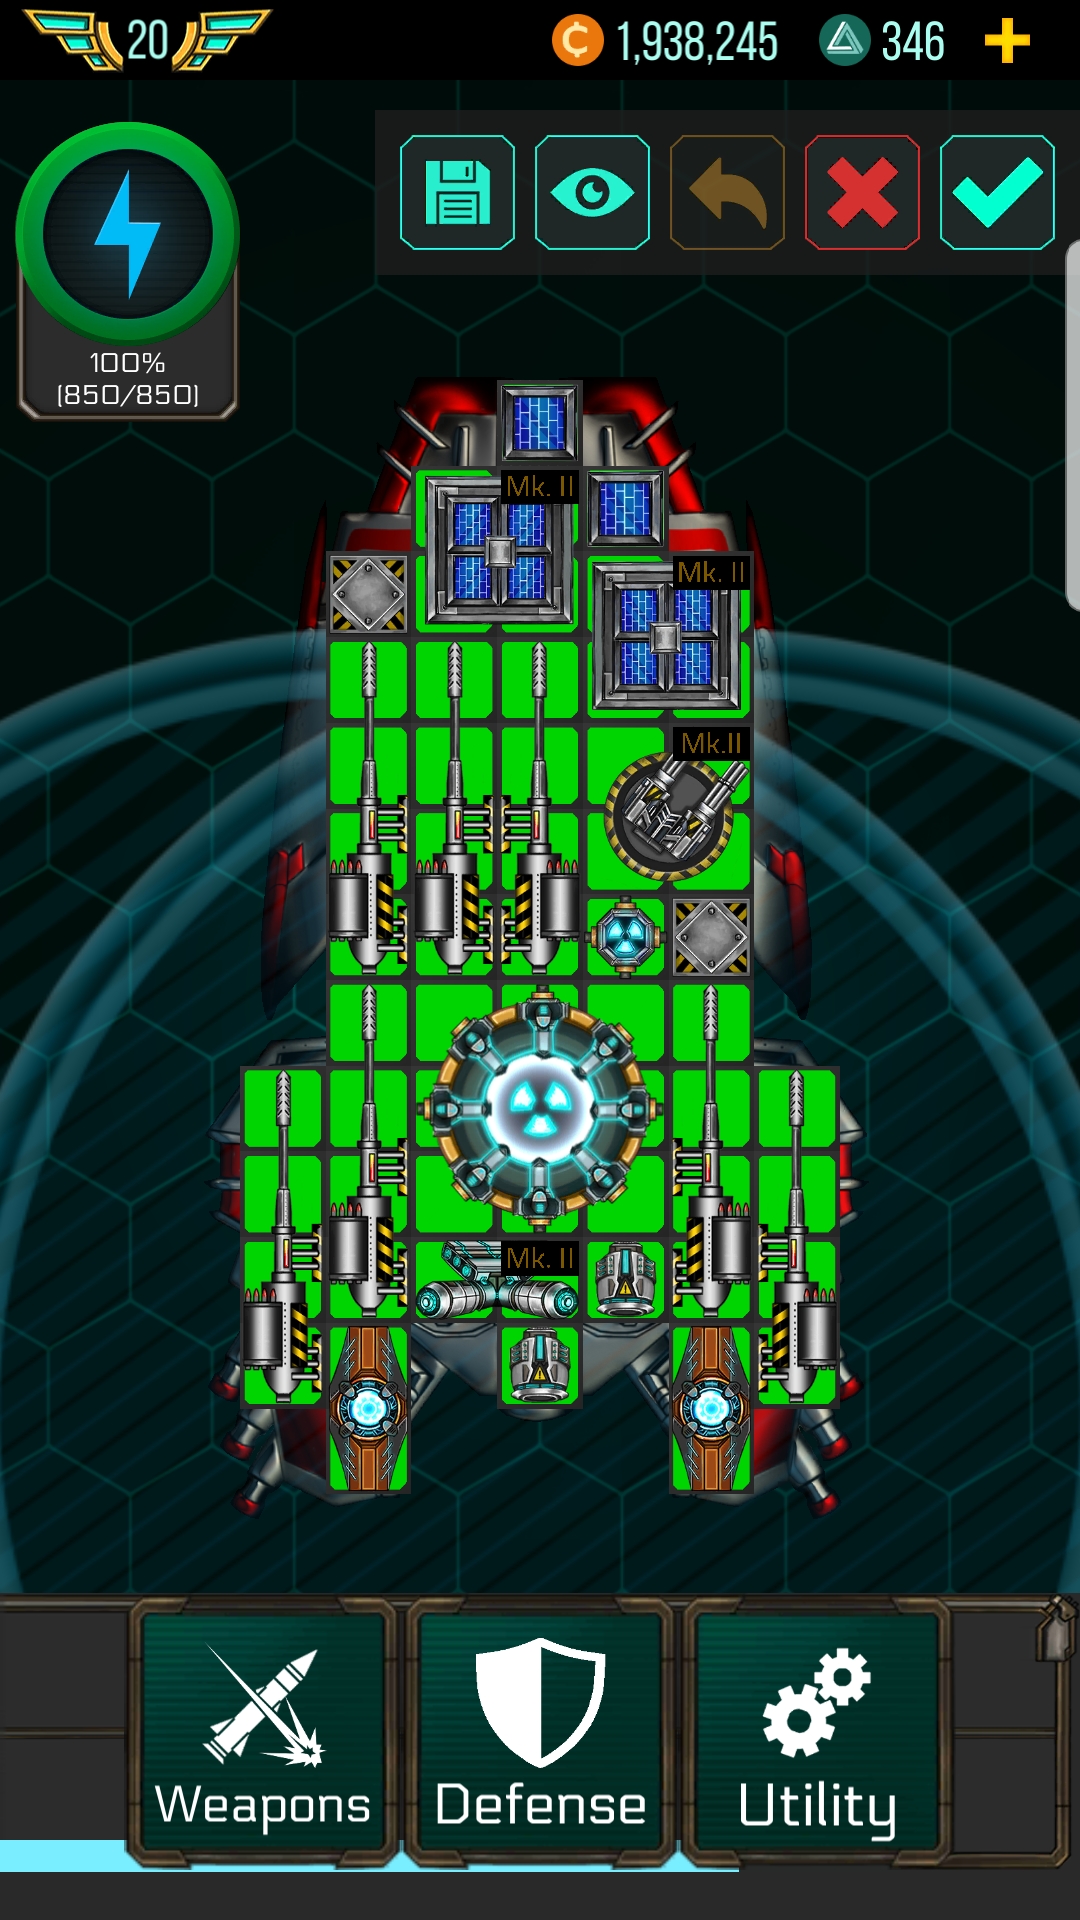 20
1,938,245
346
100%
(850/850)
Mk. II
Mk. II
Mk.II
Mk. II
Weapons
Defense
Utility